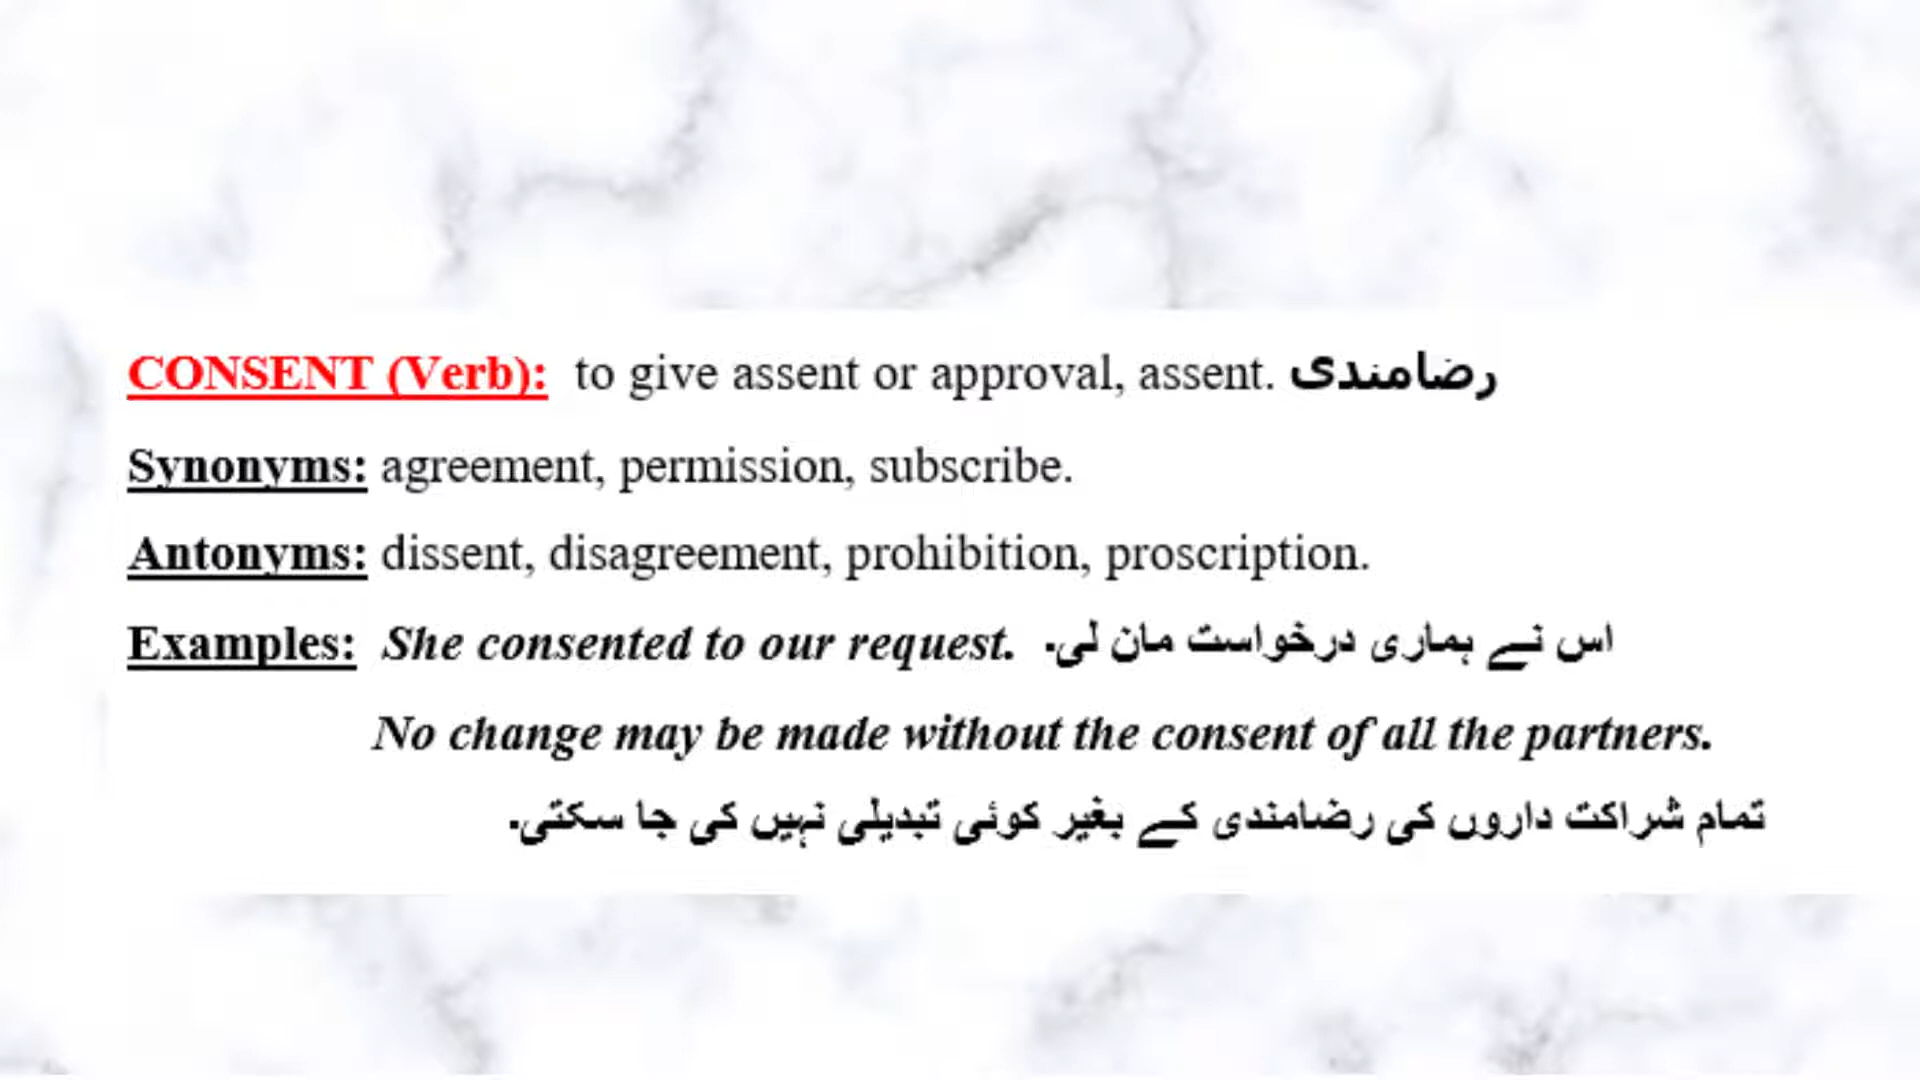 CONSENT (Verb): to give assent or approval, assent. رضامندی
Synonyms: agreement, permission, subscribe.
Antonyms: dissent, disagreement, prohibition, proscription.
Examples: She consented to our request. اس نے ہماری درخواست مان لی۔
No change may be made without the consent of all the partners.
تمام شراکت داروں کی رضامندی کے بغیر کوئی تبدیلی نہیں کی جا سکتی۔